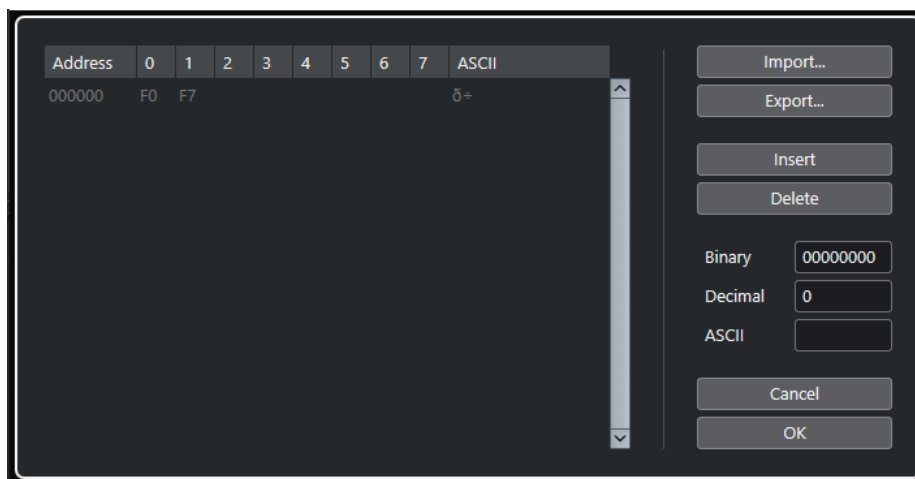 Address 0 1 2 3 4 5 6 7 ASCII
000000 F0 F7 ð÷
Import...
Export...
Insert
Delete
Binary 00000000
Decimal 0
ASCII
Cancel
OK